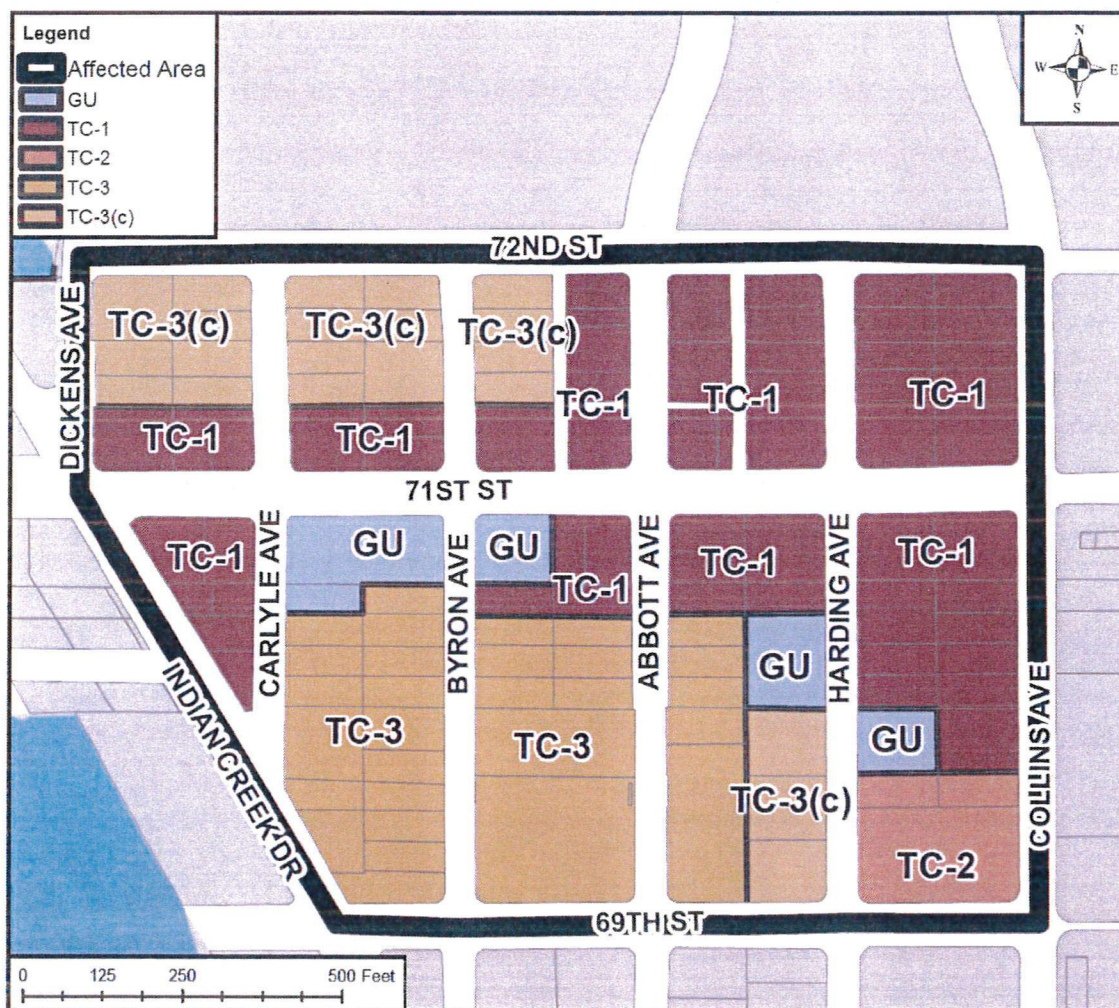 Legend
Affected Area
GU
TC-1
TC-2
TC-3
TC-3(c)
N
W E
S
72ND ST
DICKENS AVE
TC-3(c)
TC-3(c)
TC-3(c)
TC-1
TC-1
TC-1
TC-1
TC-1
71ST ST
TC-1
CARLYLE AVE
GU
BYRON AVE
GU
TC-1
ABBOTT AVE
TC-1
HARDING AVE
TC-1
COLLINS AVE
GU
INDIAN CREEK DR
TC-3
TC-3
GU
TC-3(c)
TC-2
69TH ST
0 125 250 500 Feet